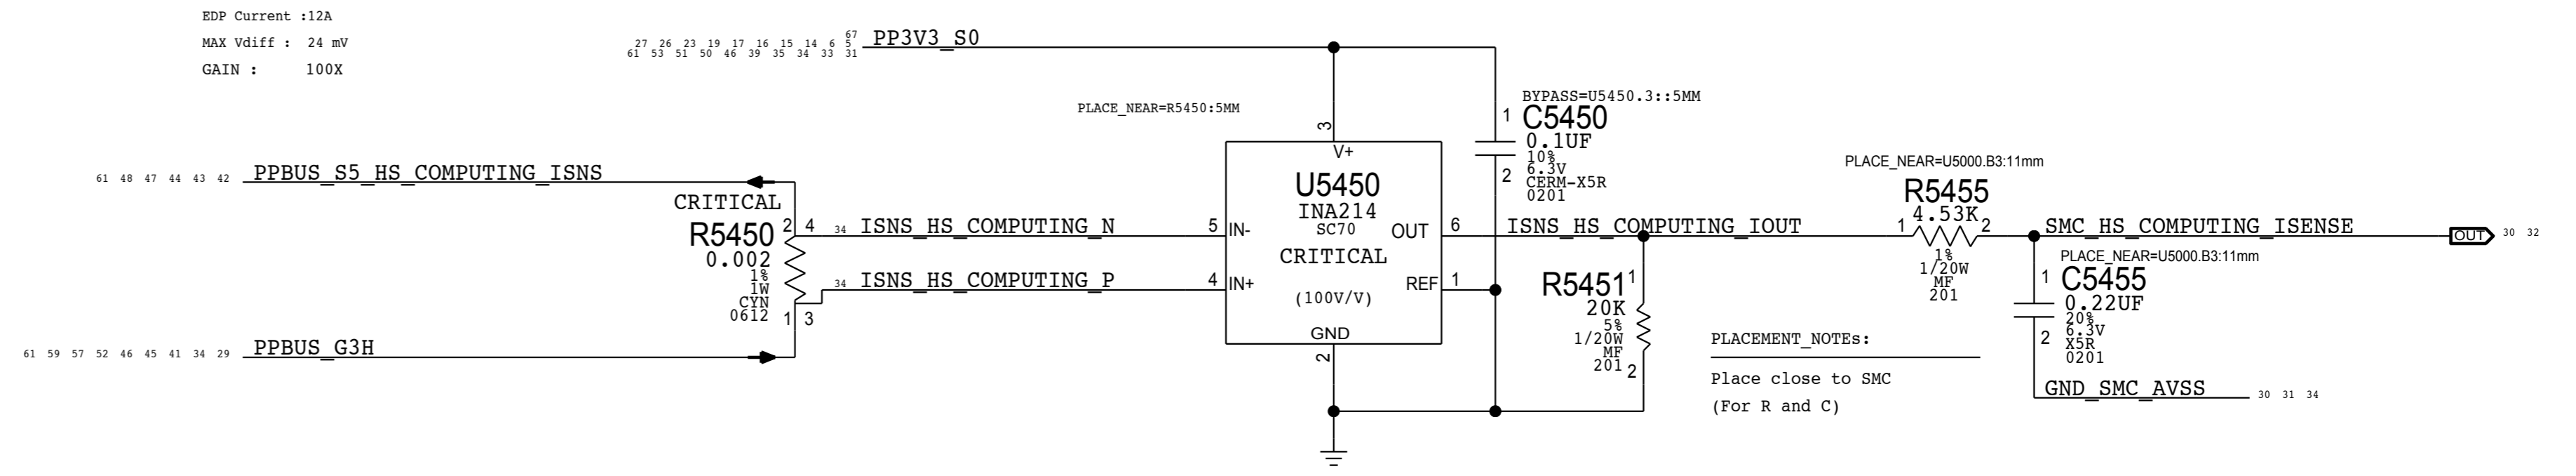 EDP Current :12A
MAX Vdiff : 24 mV
GAIN : 100X
67
27 26 23 19 17 16 15 14 6 5
61 53 51 50 46 39 35 34 33 31
PP3V3_S0
PLACE_NEAR=R5450:5MM
BYPASS=U5450.3::5MM
1
C5450
0.1UF
10%
6.3V
CERM-X5R
0201
2
3
V+
U5450
INA214
SC70
CRITICAL
(100V/V)
5 IN-
4 IN+
OUT 6
REF 1
GND
2
61 48 47 44 43 42 PPBUS_S5_HS_COMPUTING_ISNS
CRITICAL
R5450
0.002
1%
1W
CYN
0612
2 4
1 3
34 ISNS_HS_COMPUTING_N
34 ISNS_HS_COMPUTING_P
61 59 57 52 46 45 41 34 29 PPBUS_G3H
ISNS_HS_COMPUTING_IOUT
R5451
20K
5%
1/20W
MF
201
1
2
PLACE_NEAR=U5000.B3:11mm
R5455
4.53K
1 2
1%
1/20W
MF
201
SMC_HS_COMPUTING_ISENSE
OUT 30 32
PLACE_NEAR=U5000.B3:11mm
1
C5455
0.22UF
20%
6.3V
X5R
0201
2
GND_SMC_AVSS 30 31 34
PLACEMENT_NOTEs:
Place close to SMC
(For R and C)